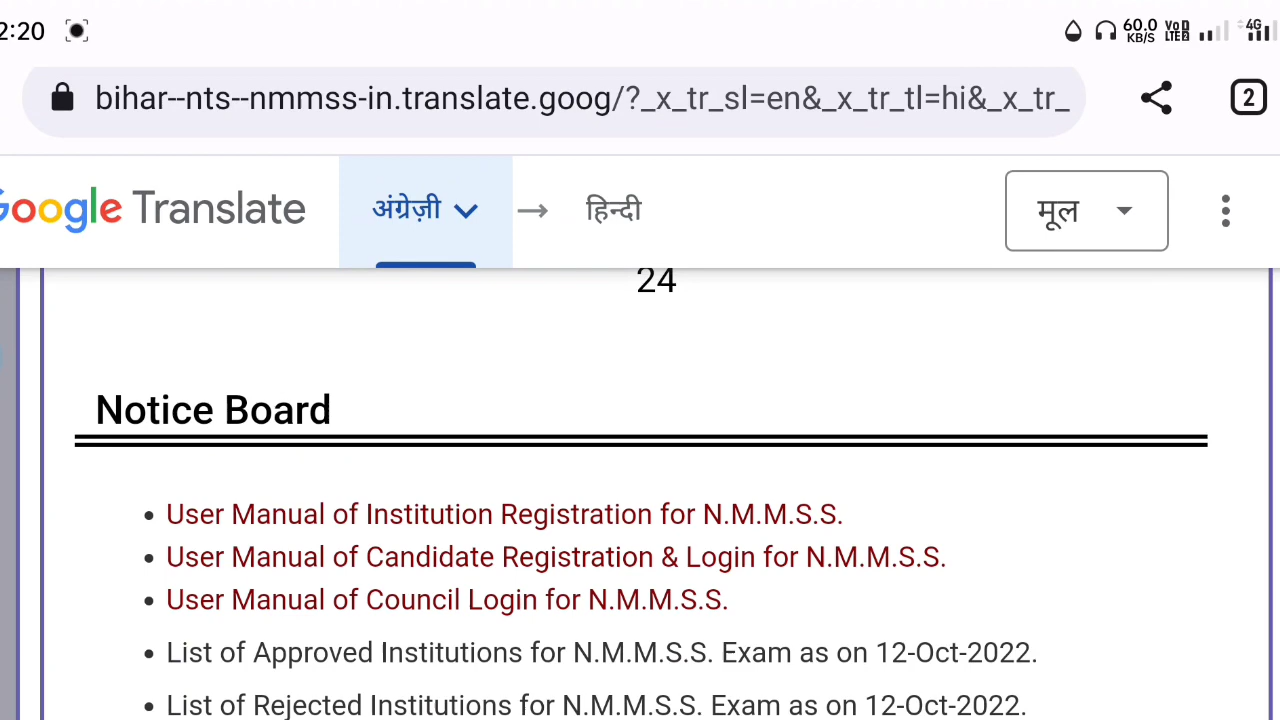 2:20 60.0 KB/S Vo LTE2 4G
bihar--nts--nmmss-in.translate.goog/?_x_tr_sl=en&_x_tr_tl=hi&_x_tr_ 2
Google Translate अंग्रेज़ी → हिन्दी मूल
24
Notice Board
• User Manual of Institution Registration for N.M.M.S.S.
• User Manual of Candidate Registration & Login for N.M.M.S.S.
• User Manual of Council Login for N.M.M.S.S.
• List of Approved Institutions for N.M.M.S.S. Exam as on 12-Oct-2022.
• List of Rejected Institutions for N.M.M.S.S. Exam as on 12-Oct-2022.